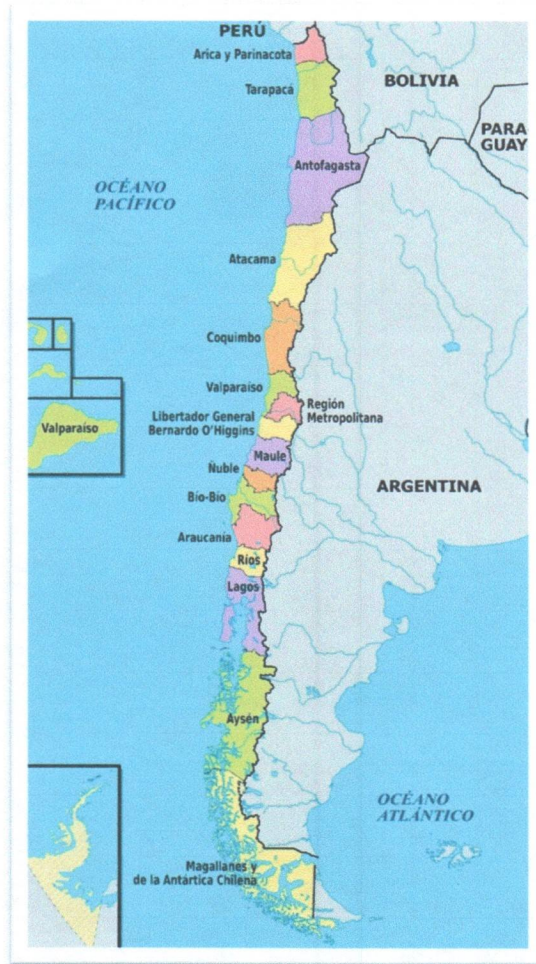 PERÚ
Arica y Parinacota
BOLIVIA
Tarapacá
PARA
GUAY
Antofagasta
OCÉANO
PACÍFICO
Atacama
Coquimbo
Valparaíso
Región
Metropolitana
Libertador General
Bernardo O'Higgins
Valparaíso
Maule
Ñuble
ARGENTINA
Bío-Bío
Araucanía
Ríos
Lagos
Aysén
OCÉANO
ATLÁNTICO
Magallanes y
de la Antártica Chilena